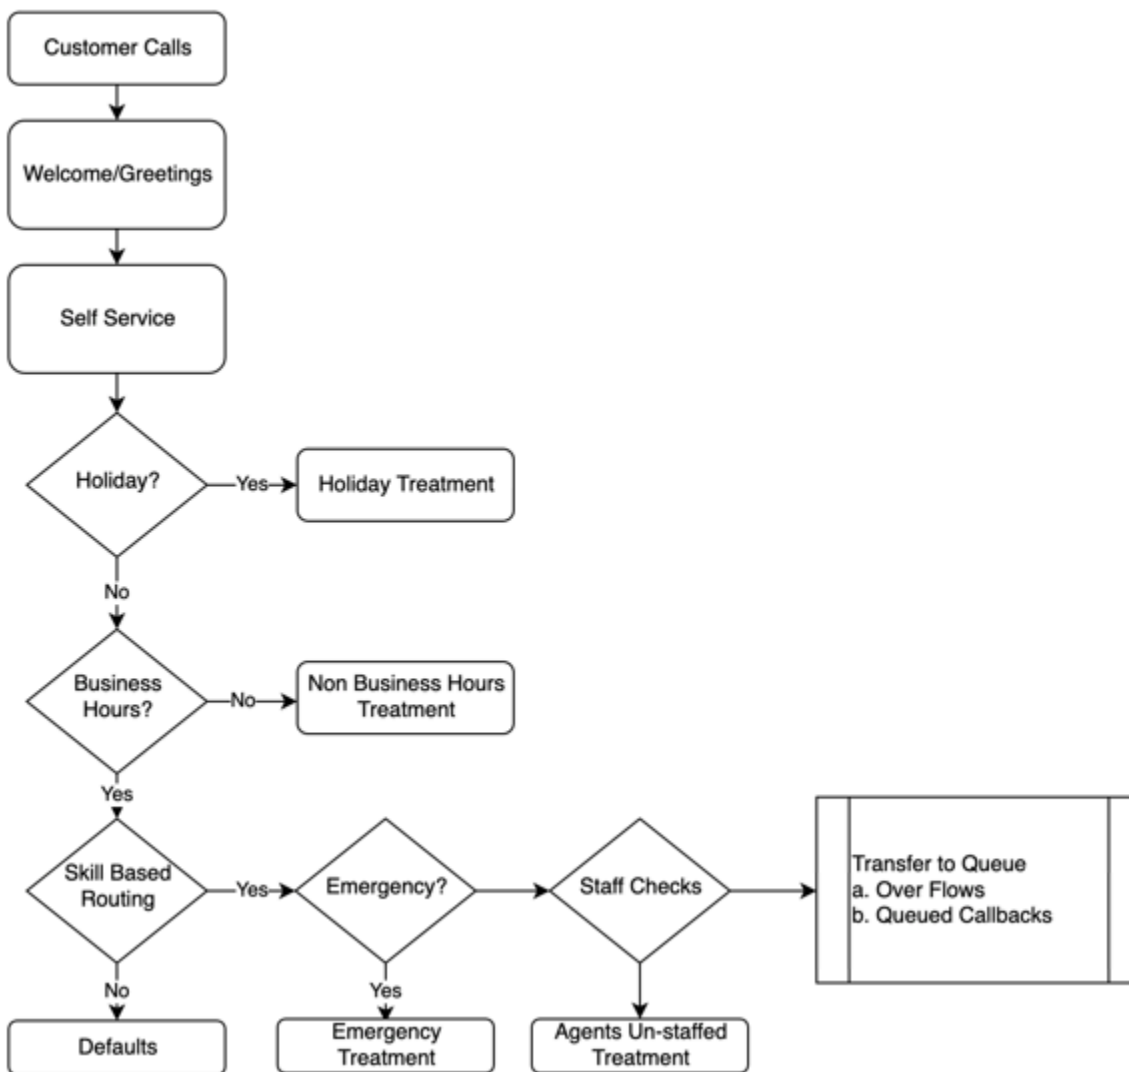 Customer Calls
Welcome/Greetings
Self Service
Holiday?
Yes
Holiday Treatment
No
Business
Hours?
No
Non Business Hours
Treatment
Yes
Skill Based
Routing
Yes
Emergency?
Staff Checks
Transfer to Queue
a. Over Flows
b. Queued Callbacks
No
Yes
Defaults
Emergency
Treatment
Agents Un-staffed
Treatment